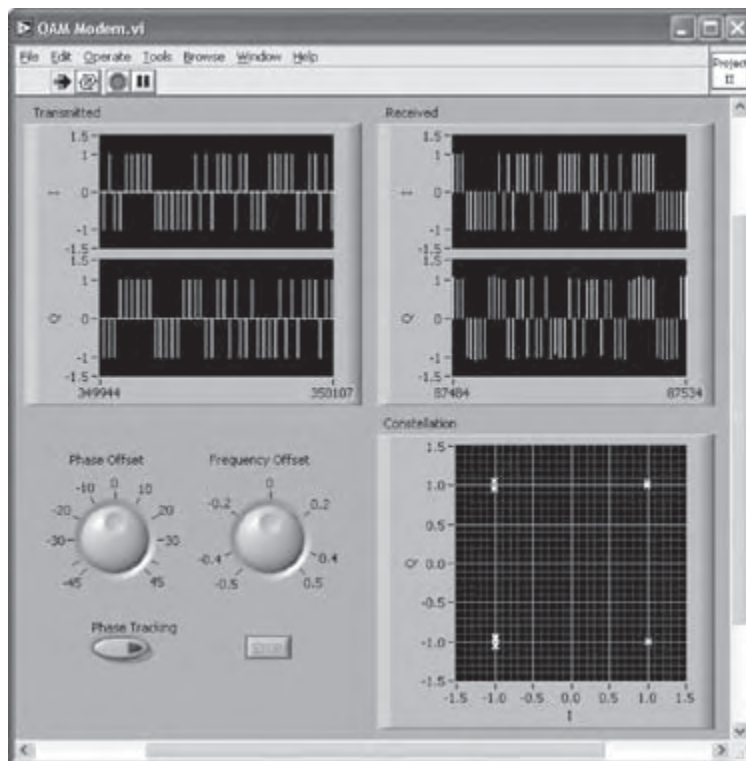 QAM Modem.vi
File Edit Operate Tools Browse Window Help
Project
II
Transmitted
Received
1.5
1
I 0
-1
-1.5
1.5
1
Q 0
-1
-1.5
349944 350107
1.5
1
I 0
-1
-1.5
1.5
1
Q 0
-1
-1.5
87484 87534
Phase Offset
-10 0 10
-20 20
-30 30
-45 45
Frequency Offset
0
-0.2 0.2
-0.4 0.4
-0.5 0.5
Phase Tracking
STOP
Constellation
1.5
1.0
0.5
Q 0.0
-0.5
-1.0
-1.5
-1.5 -1.0 -0.5 0.0 0.5 1.0 1.5
I